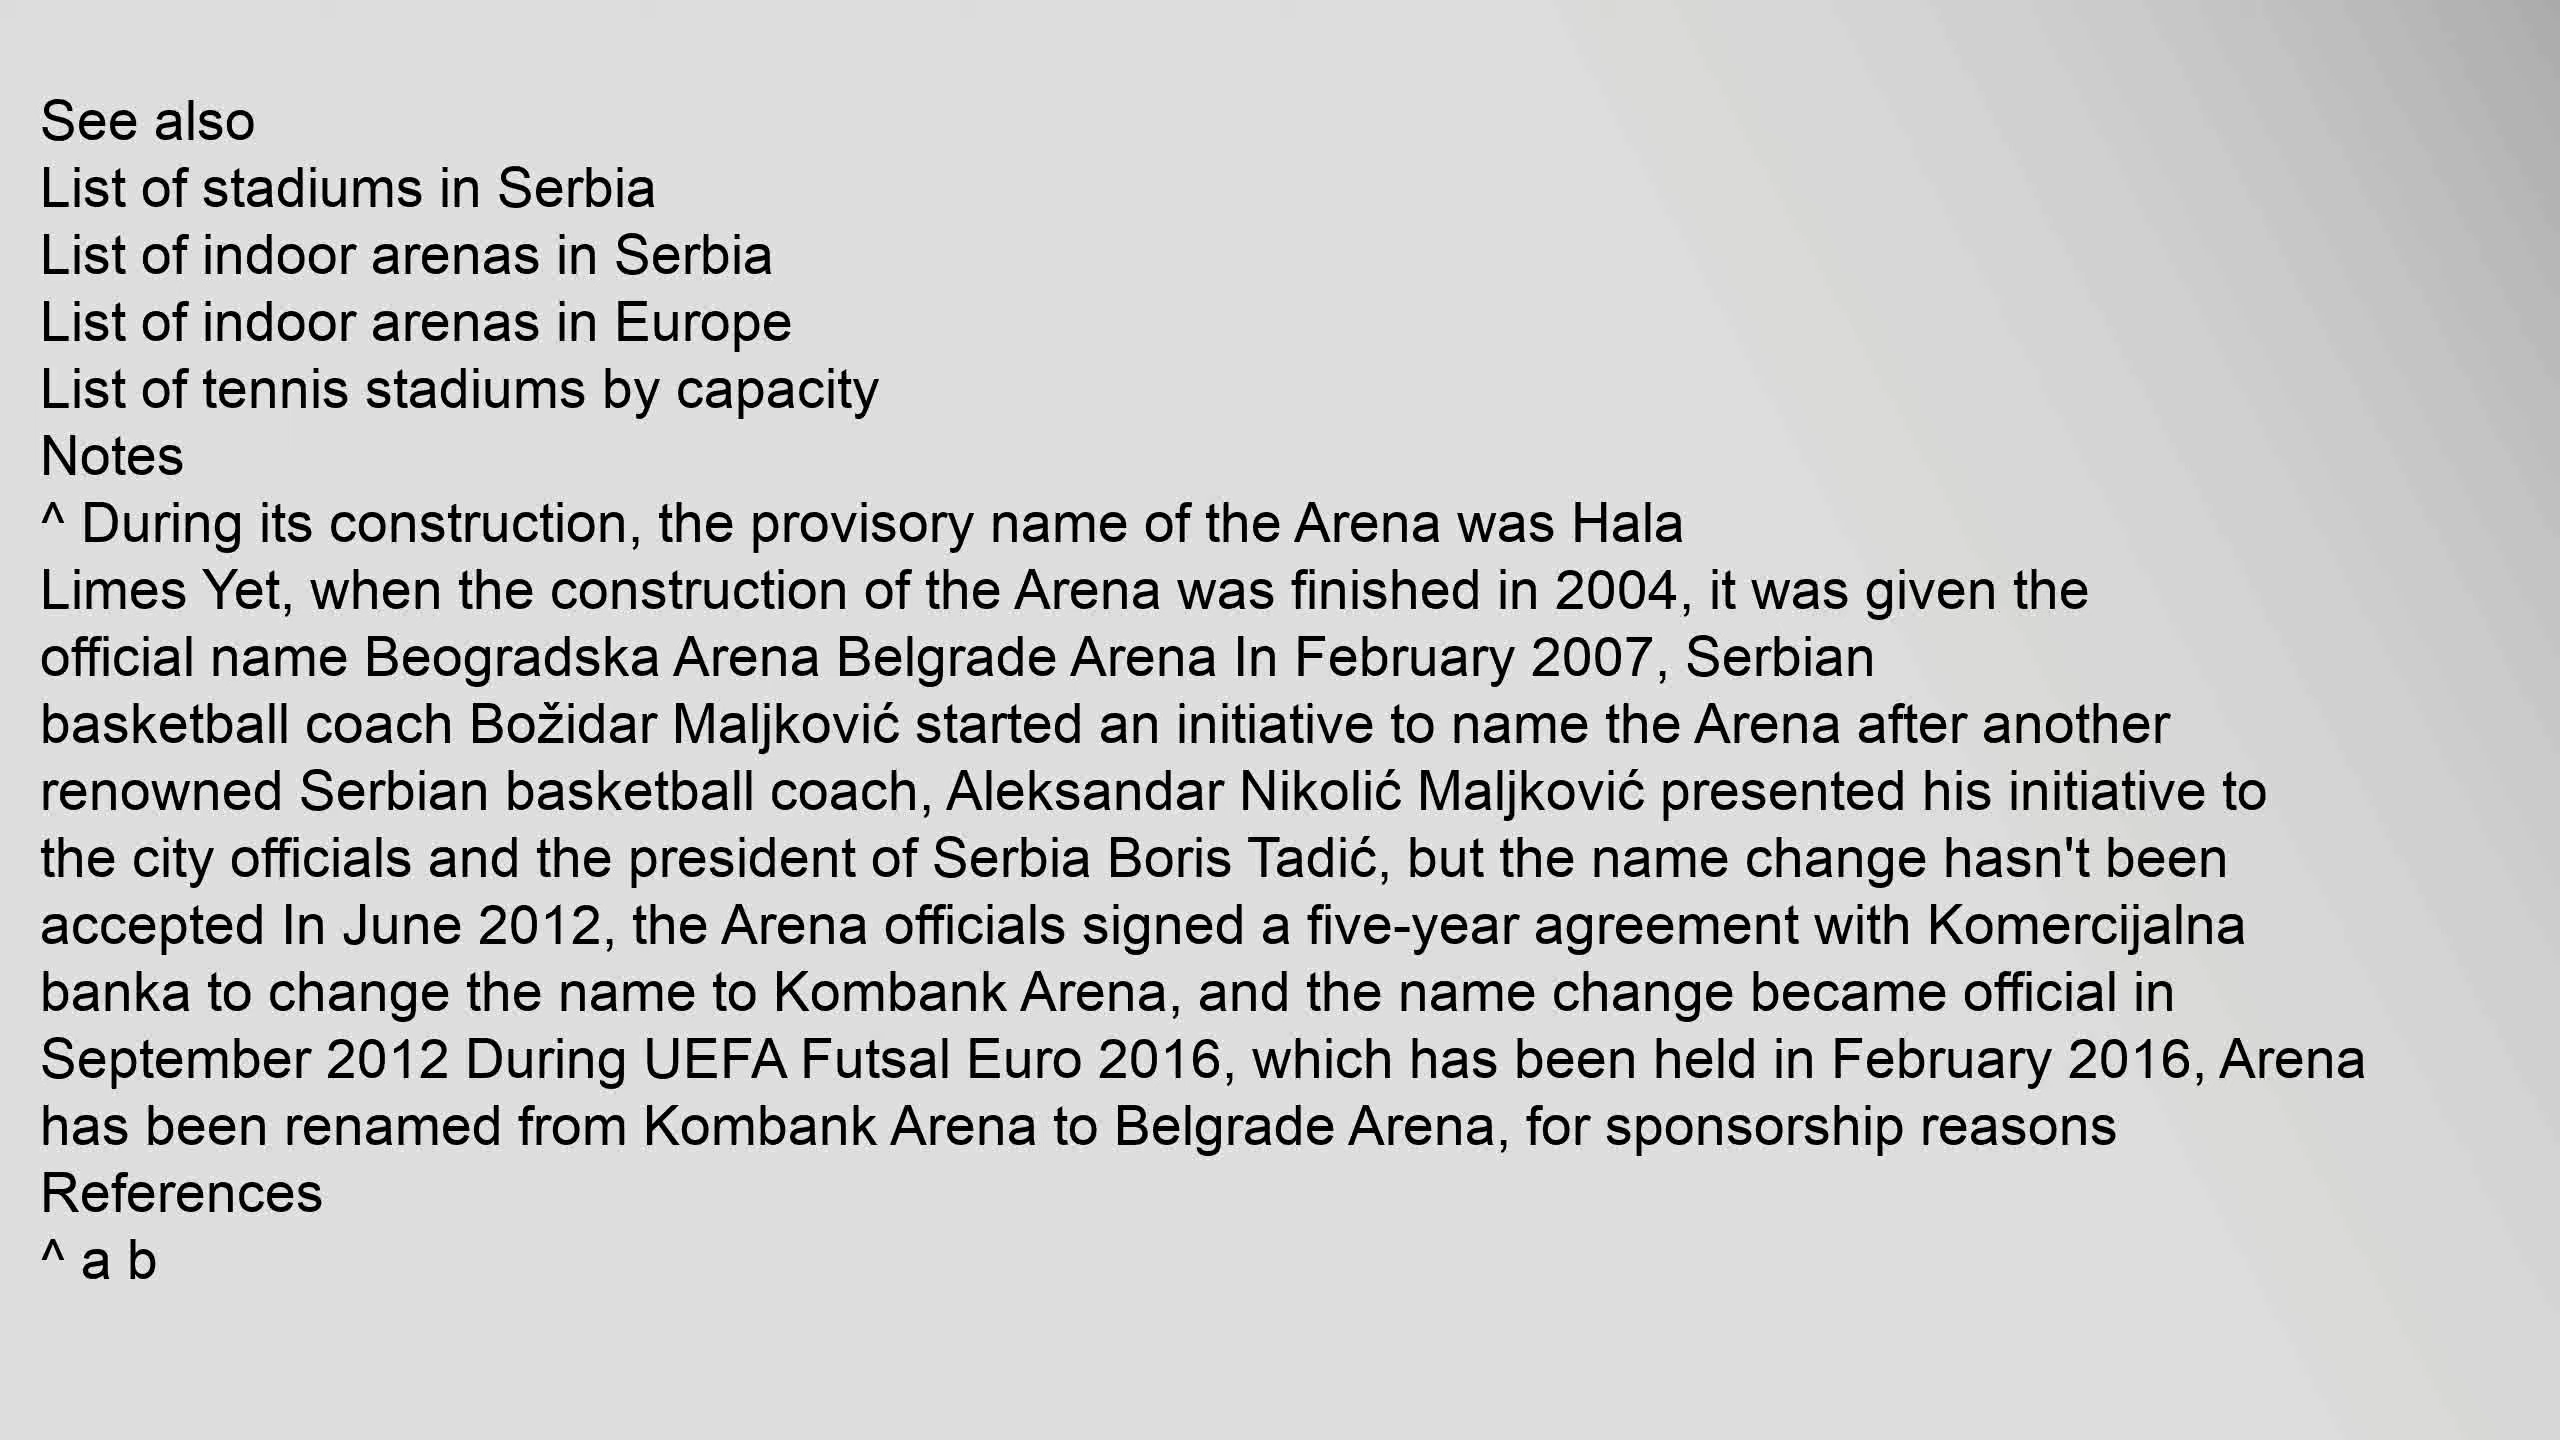 See also
List of stadiums in Serbia
List of indoor arenas in Serbia
List of indoor arenas in Europe
List of tennis stadiums by capacity
Notes
^ During its construction, the provisory name of the Arena was Hala
Limes Yet, when the construction of the Arena was finished in 2004, it was given the
official name Beogradska Arena Belgrade Arena In February 2007, Serbian
basketball coach Božidar Maljković started an initiative to name the Arena after another
renowned Serbian basketball coach, Aleksandar Nikolić Maljković presented his initiative to
the city officials and the president of Serbia Boris Tadić, but the name change hasn't been
accepted In June 2012, the Arena officials signed a five-year agreement with Komercijalna
banka to change the name to Kombank Arena, and the name change became official in
September 2012 During UEFA Futsal Euro 2016, which has been held in February 2016, Arena
has been renamed from Kombank Arena to Belgrade Arena, for sponsorship reasons
References
^ a b